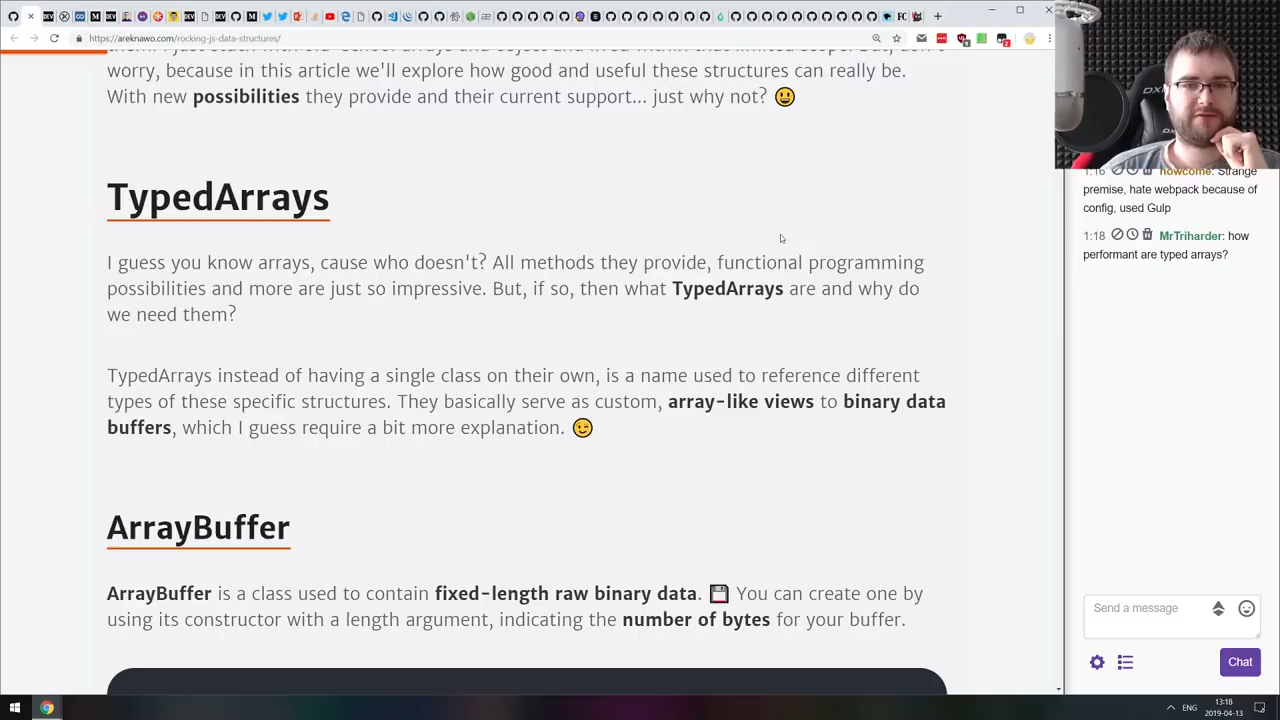 https://areknawo.com/rocking-js-data-structures/
worry, because in this article we'll explore how good and useful these structures can really be.
With new possibilities they provide and their current support... just why not? 😃
TypedArrays
I guess you know arrays, cause who doesn't? All methods they provide, functional programming
possibilities and more are just so impressive. But, if so, then what TypedArrays are and why do
we need them?
TypedArrays instead of having a single class on their own, is a name used to reference different
types of these specific structures. They basically serve as custom, array-like views to binary data
buffers, which I guess require a bit more explanation. 😉
ArrayBuffer
ArrayBuffer is a class used to contain fixed-length raw binary data. 💾 You can create one by
using its constructor with a length argument, indicating the number of bytes for your buffer.
1:16 howcome: Strange
premise, hate webpack because of
config, used Gulp
1:18 MrTriharder: how
performant are typed arrays?
Send a message
Chat
ENG
13:18
2019-04-13